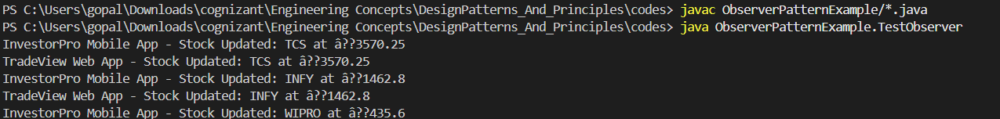 PS C:\Users\gopal\Downloads\cognizant\Engineering Concepts\DesignPatterns_And_Principles\codes> javac ObserverPatternExample/*.java
PS C:\Users\gopal\Downloads\cognizant\Engineering Concepts\DesignPatterns_And_Principles\codes> java ObserverPatternExample.TestObserver
InvestorPro Mobile App - Stock Updated: TCS at â??3570.25
TradeView Web App - Stock Updated: TCS at â??3570.25
InvestorPro Mobile App - Stock Updated: INFY at â??1462.8
TradeView Web App - Stock Updated: INFY at â??1462.8
InvestorPro Mobile App - Stock Updated: WIPRO at â??435.6